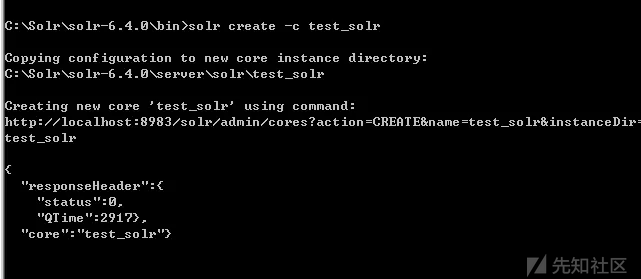 C:\Solr\solr-6.4.0\bin>solr create -c test_solr
Copying configuration to new core instance directory:
C:\Solr\solr-6.4.0\server\solr\test_solr
Creating new core 'test_solr' using command:
http://localhost:8983/solr/admin/cores?action=CREATE&name=test_solr&instanceDir=
test_solr
{
"responseHeader":{
"status":0,
"QTime":2917},
"core":"test_solr"}
先知社区